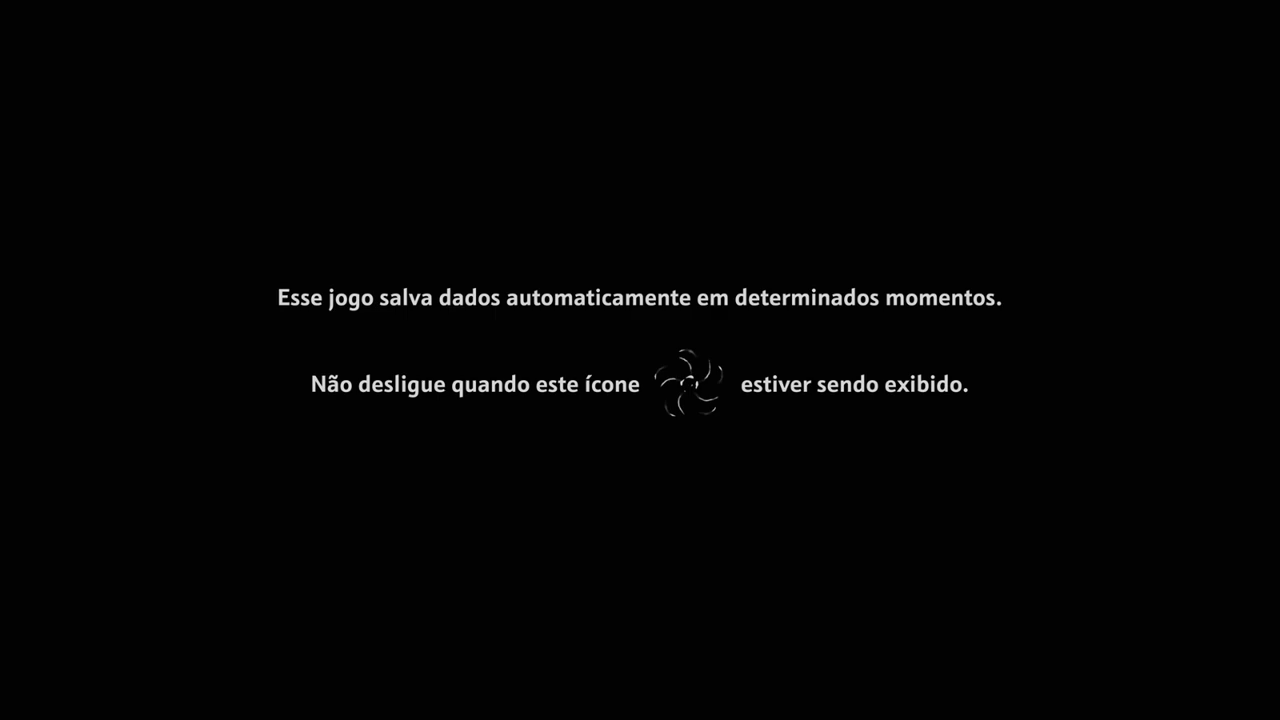 Esse jogo salva dados automaticamente em determinados momentos.
Não desligue quando este ícone estiver sendo exibido.